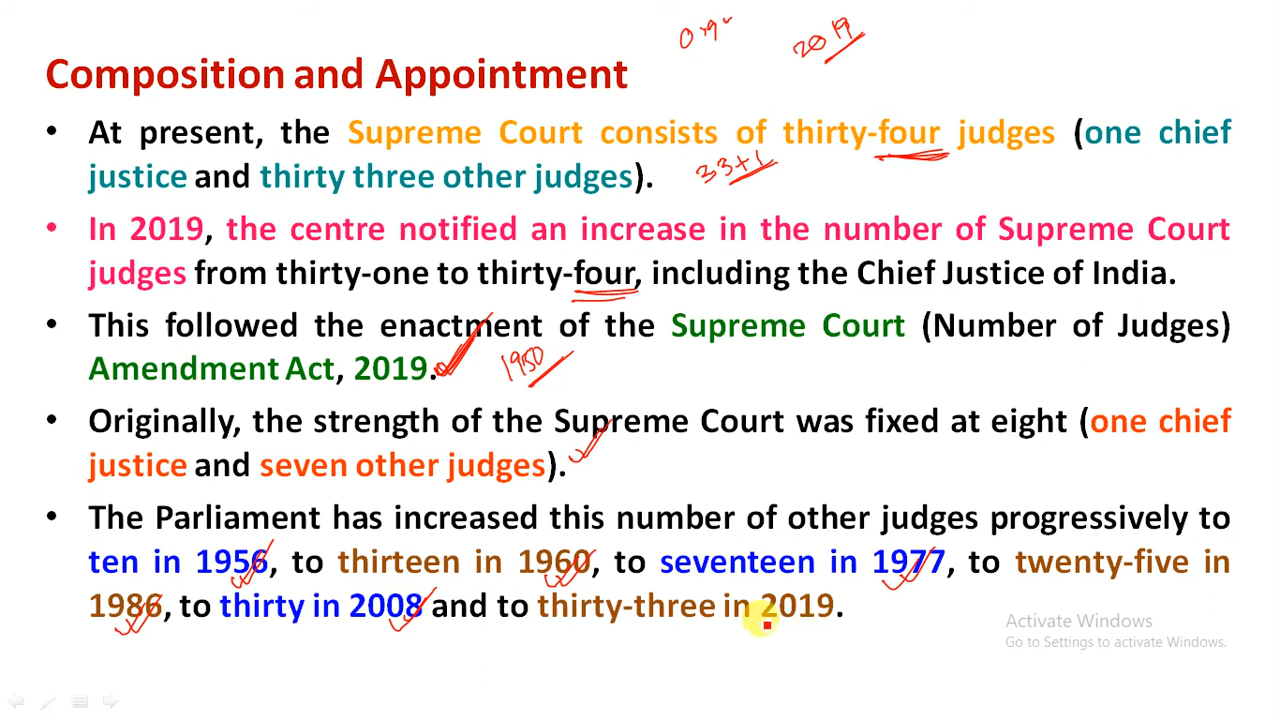 2019
Composition and Appointment
• At present, the Supreme Court consists of thirty-four judges (one chief
justice and thirty three other judges).
33+1
• In 2019, the centre notified an increase in the number of Supreme Court
judges from thirty-one to thirty-four, including the Chief Justice of India.
• This followed the enactment of the Supreme Court (Number of Judges)
Amendment Act, 2019.
1950
• Originally, the strength of the Supreme Court was fixed at eight (one chief
justice and seven other judges).
• The Parliament has increased this number of other judges progressively to
ten in 1956, to thirteen in 1960, to seventeen in 1977, to twenty-five in
1986, to thirty in 2008 and to thirty-three in 2019.
Activate Windows
Go to Settings to activate Windows.